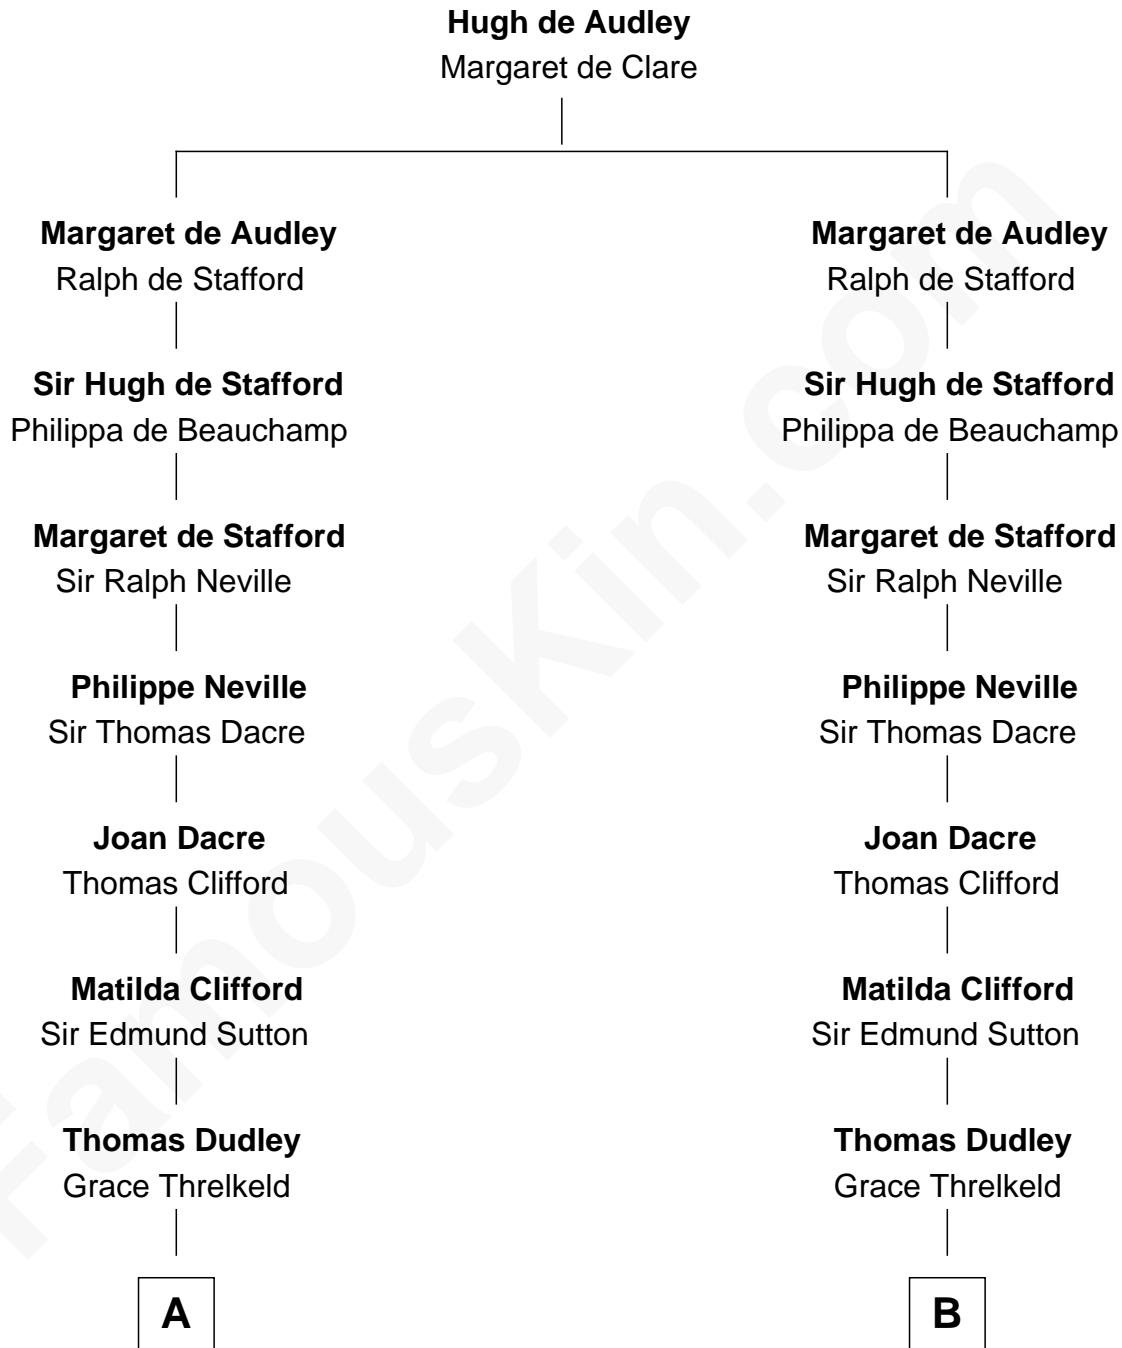 Hugh de Audley
Margaret de Clare
Margaret de Audley
Ralph de Stafford
Sir Hugh de Stafford
Philippa de Beauchamp
Margaret de Stafford
Sir Ralph Neville
Philippe Neville
Sir Thomas Dacre
Joan Dacre
Thomas Clifford
Matilda Clifford
Sir Edmund Sutton
Thomas Dudley
Grace Threlkeld
A
Margaret de Audley
Ralph de Stafford
Sir Hugh de Stafford
Philippa de Beauchamp
Margaret de Stafford
Sir Ralph Neville
Philippe Neville
Sir Thomas Dacre
Joan Dacre
Thomas Clifford
Matilda Clifford
Sir Edmund Sutton
Thomas Dudley
Grace Threlkeld
B
FamousKin.com